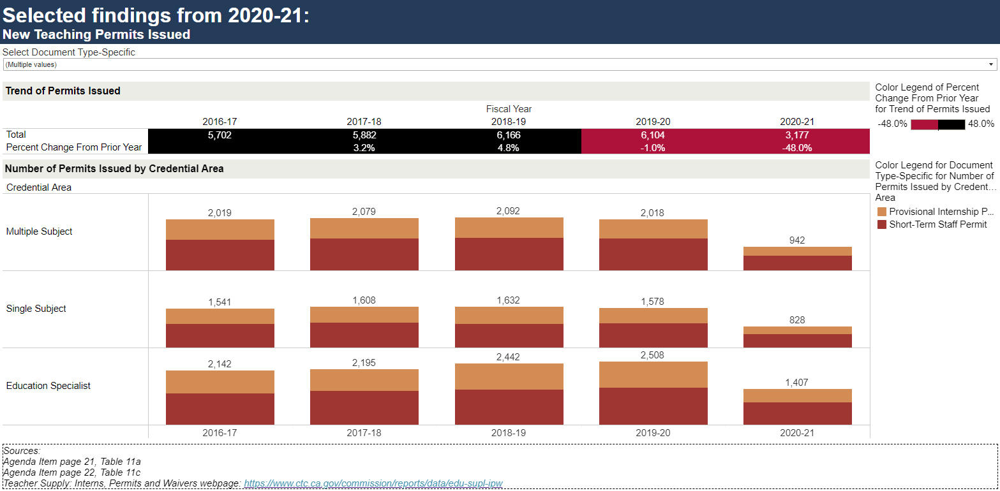 Selected findings from 2020-21:
New Teaching Permits Issued
Select Document Type-Specific
(Multiple values)
Trend of Permits Issued
Fiscal Year
2016-17 2017-18 2018-19 2019-20 2020-21
Total 5,702 5,882 6,166 6,104 3,177
Percent Change From Prior Year 3.2% 4.8% -1.0% -48.0%
Color Legend of Percent
Change From Prior Year
for Trend of Permits Issued
-48.0% 48.0%
Number of Permits Issued by Credential Area
Credential Area
Multiple Subject 2,019 2,079 2,092 2,018 942
Single Subject 1,541 1,608 1,632 1,578 828
Education Specialist 2,142 2,195 2,442 2,508 1,407
2016-17 2017-18 2018-19 2019-20 2020-21
Color Legend for Document
Type-Specific for Number of
Permits Issued by Credent...
Area
Provisional Internship P...
Short-Term Staff Permit
Sources:
Agenda Item page 21, Table 11a
Agenda Item page 22, Table 11c
Teacher Supply: Interns, Permits and Waivers webpage: https://www.ctc.ca.gov/commission/reports/data/edu-supl-ipw